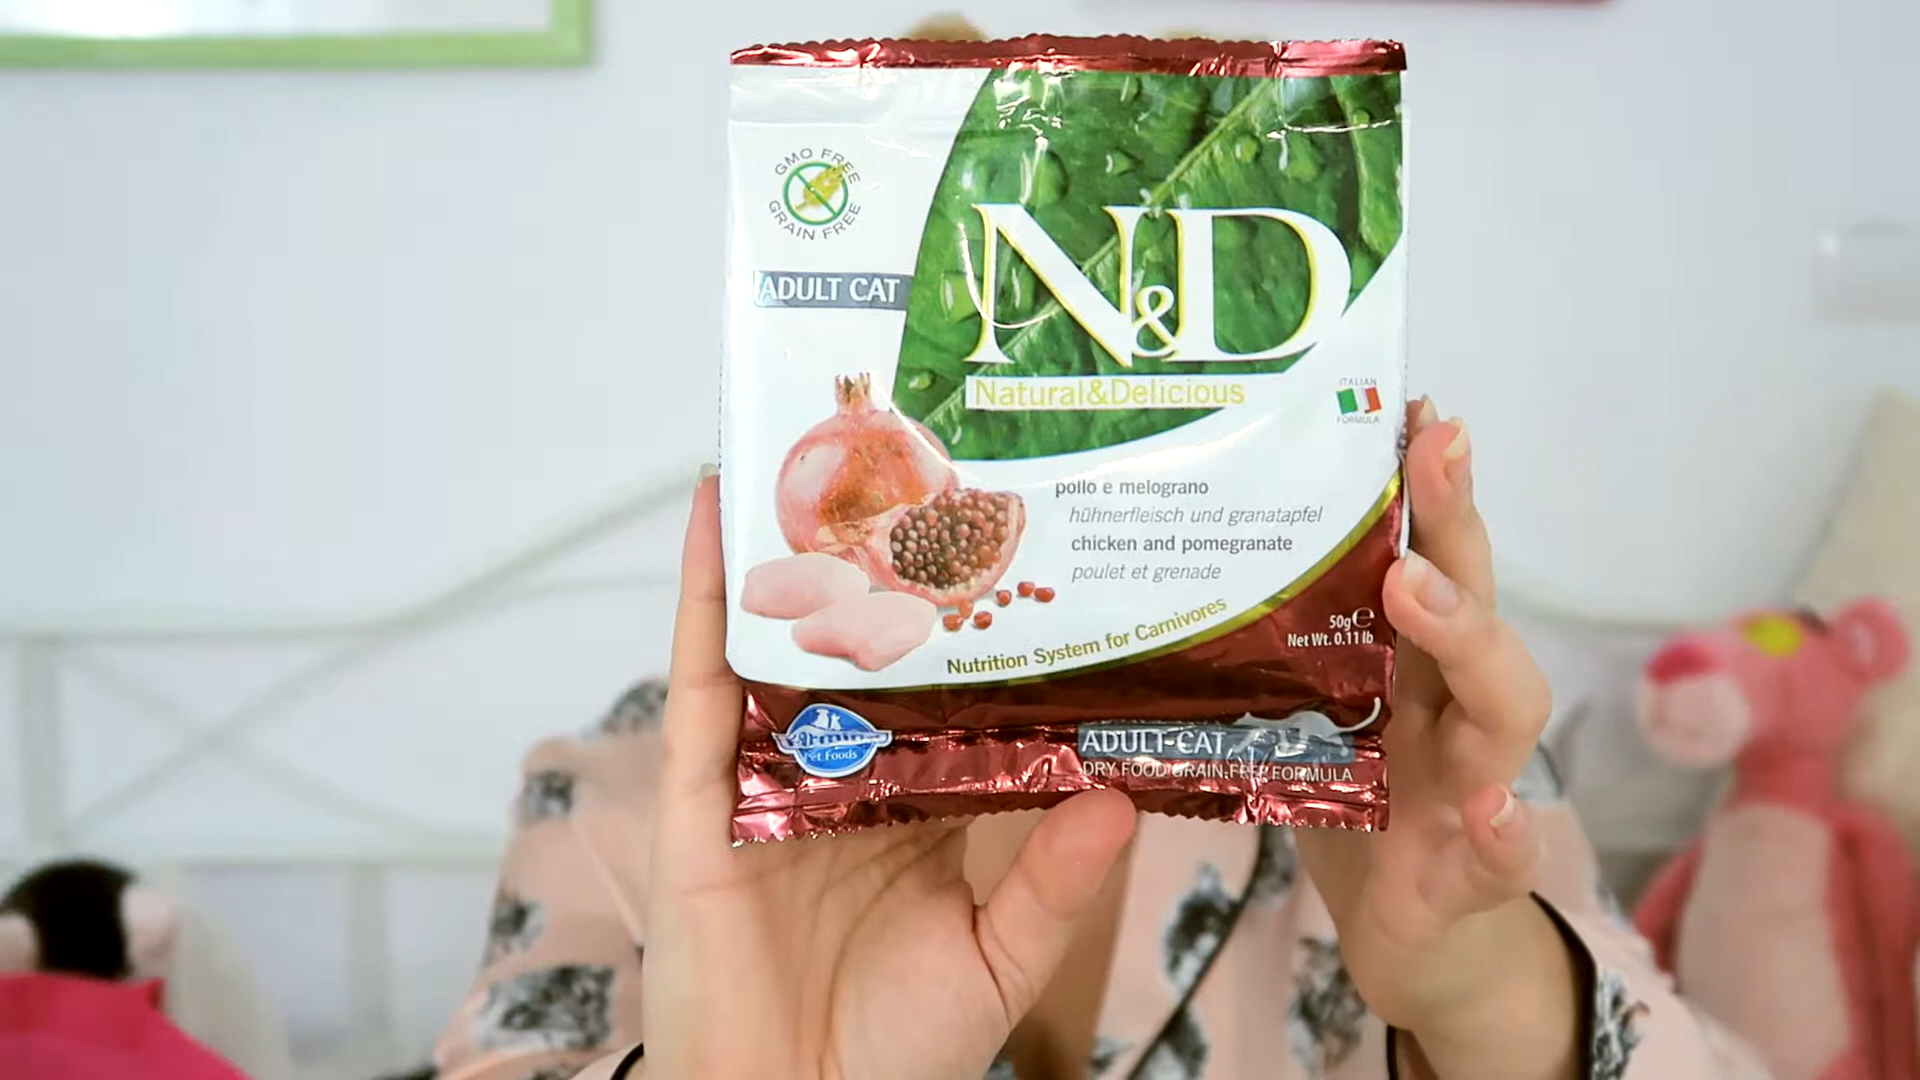 GMO FREE
GRAIN FREE
ADULT CAT
N&D
Natural&Delicious
ITALIAN
FORMULA
pollo e melograno
hühnerfleisch und granatapfel
chicken and pomegranate
poulet et grenade
Nutrition System for Carnivores
50g℮
Net Wt. 0.11 lb
Farmina
Pet Foods
ADULT CAT
DRY FOOD GRAIN FREE FORMULA